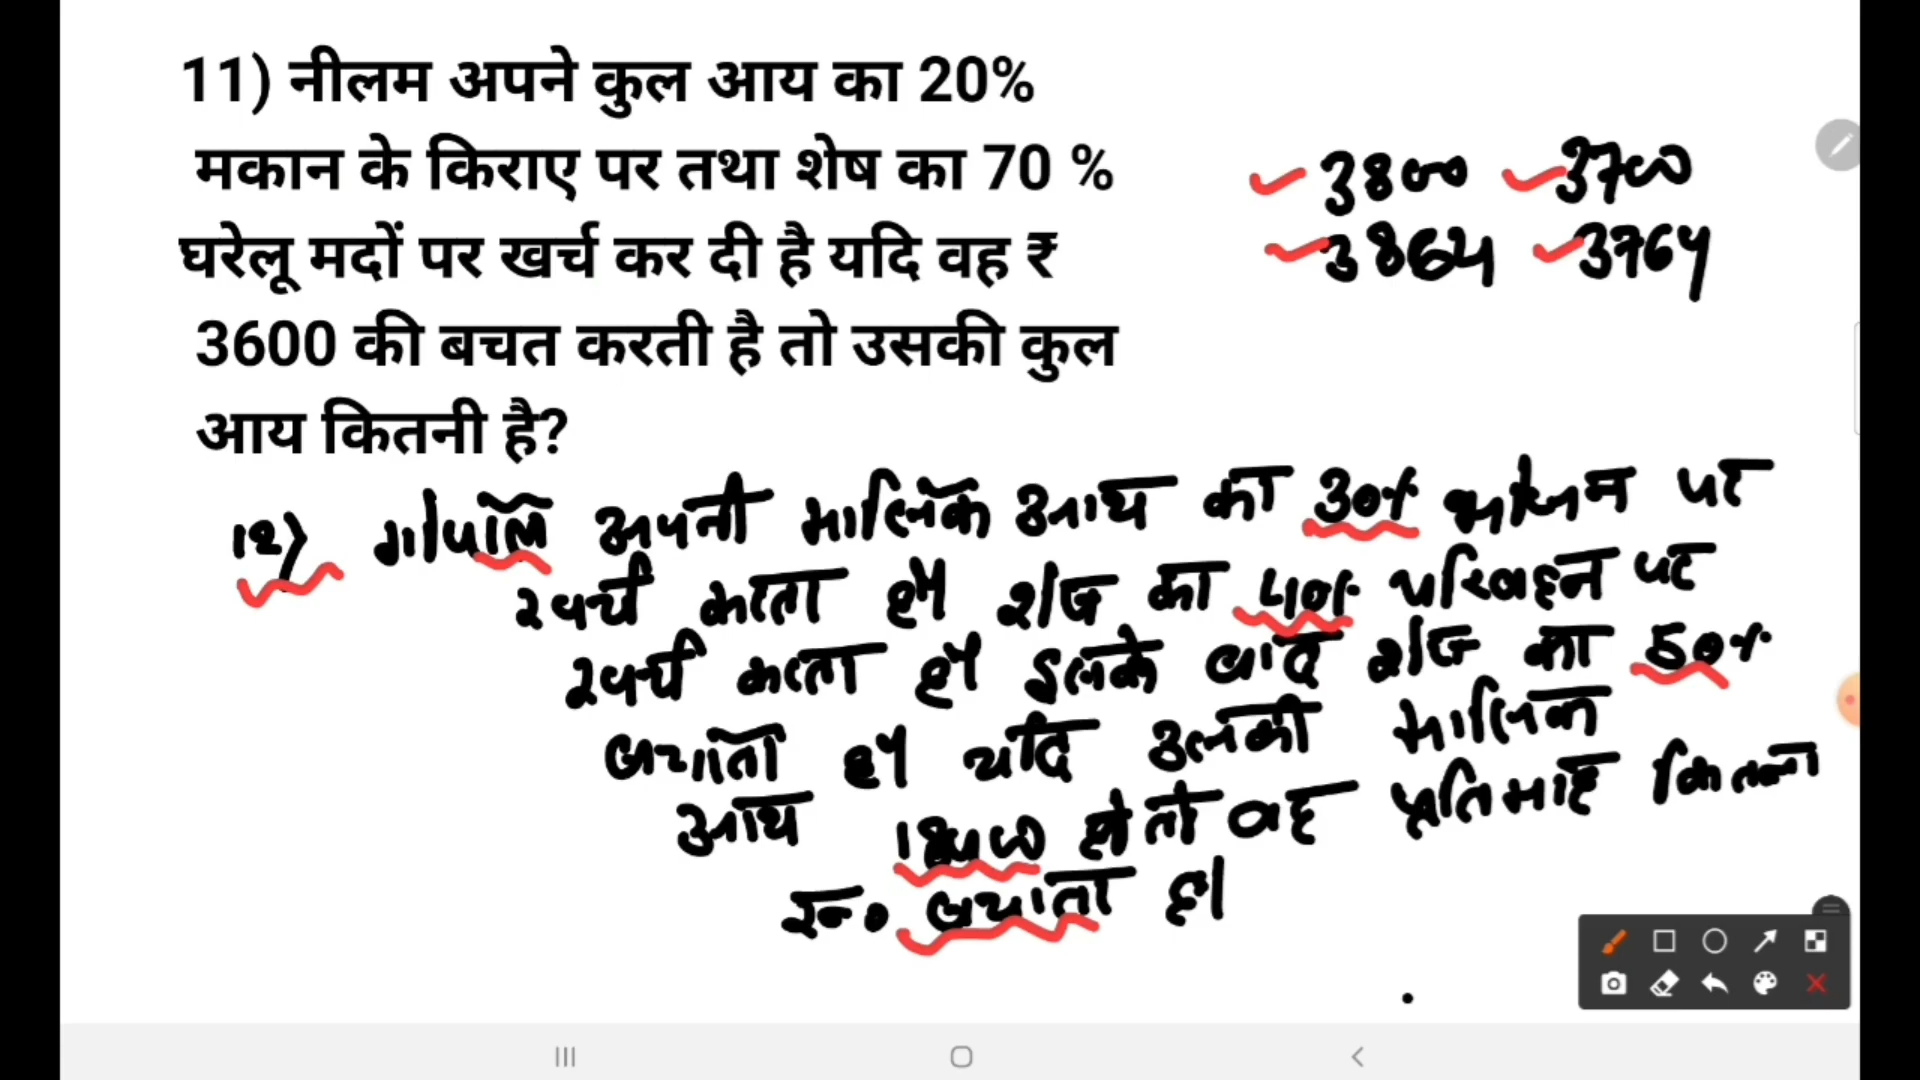 11) नीलम अपने कुल आय का 20%
मकान के किराए पर तथा शेष का 70 %
घरेलू मदों पर खर्च कर दी है यदि वह ₹
3600 की बचत करती है तो उसकी कुल
आय कितनी है?
3800 3700
3864 3764
12) गोपाल अपनी मासिक आय का 30% भोजन पर
खर्च करता है शेष का 40% परिवहन पर
खर्च करता है इसके बाद शेष का 50%
बचाता है यदि उसकी मासिक
आय होतो वह प्रतिमाह कितना
रू० बचाता है।